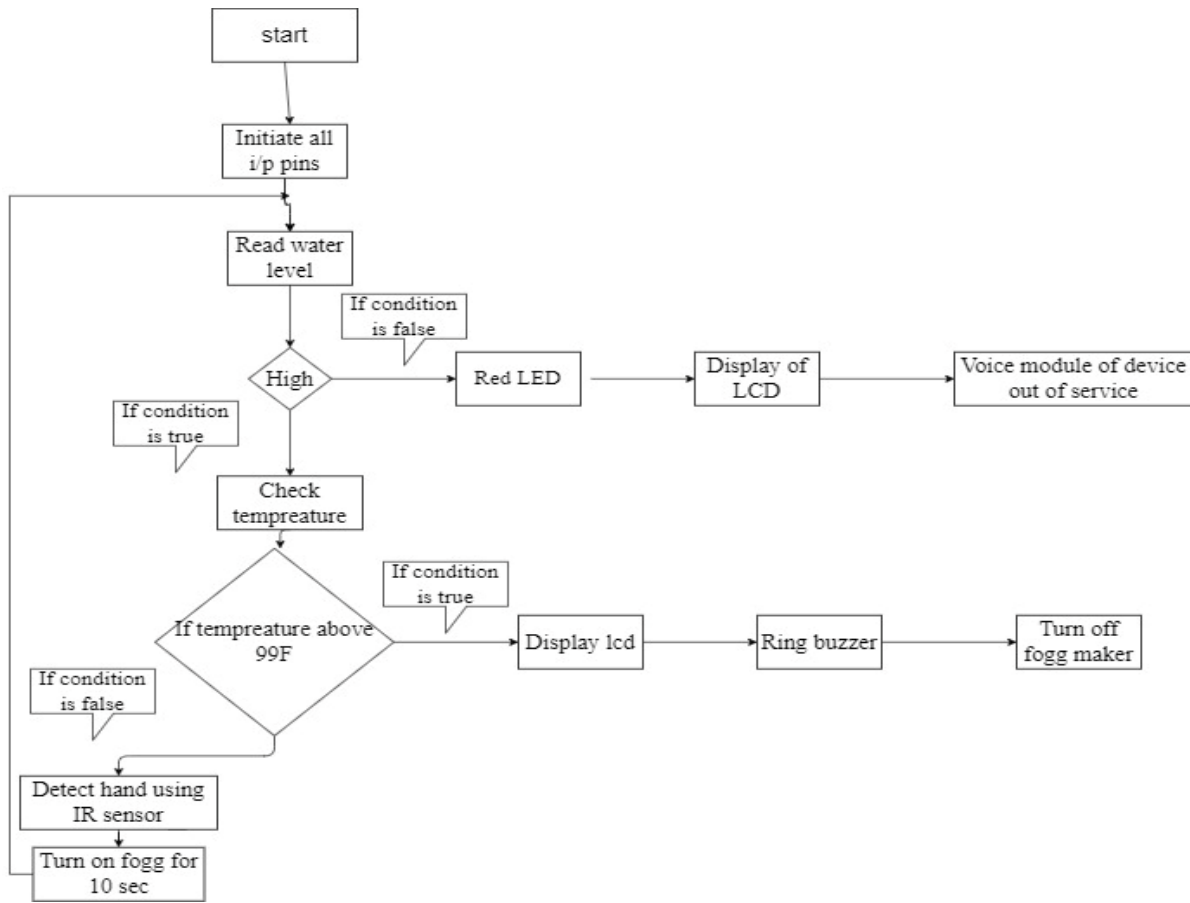 start
Initiate all
i/p pins
Read water
level
If condition
is false
High
Red LED
Display of
LCD
Voice module of device
out of service
If condition
is true
Check
tempreature
If condition
is true
If tempreature above
99F
Display lcd
Ring buzzer
Turn off
fogg maker
If condition
is false
Detect hand using
IR sensor
Turn on fogg for
10 sec